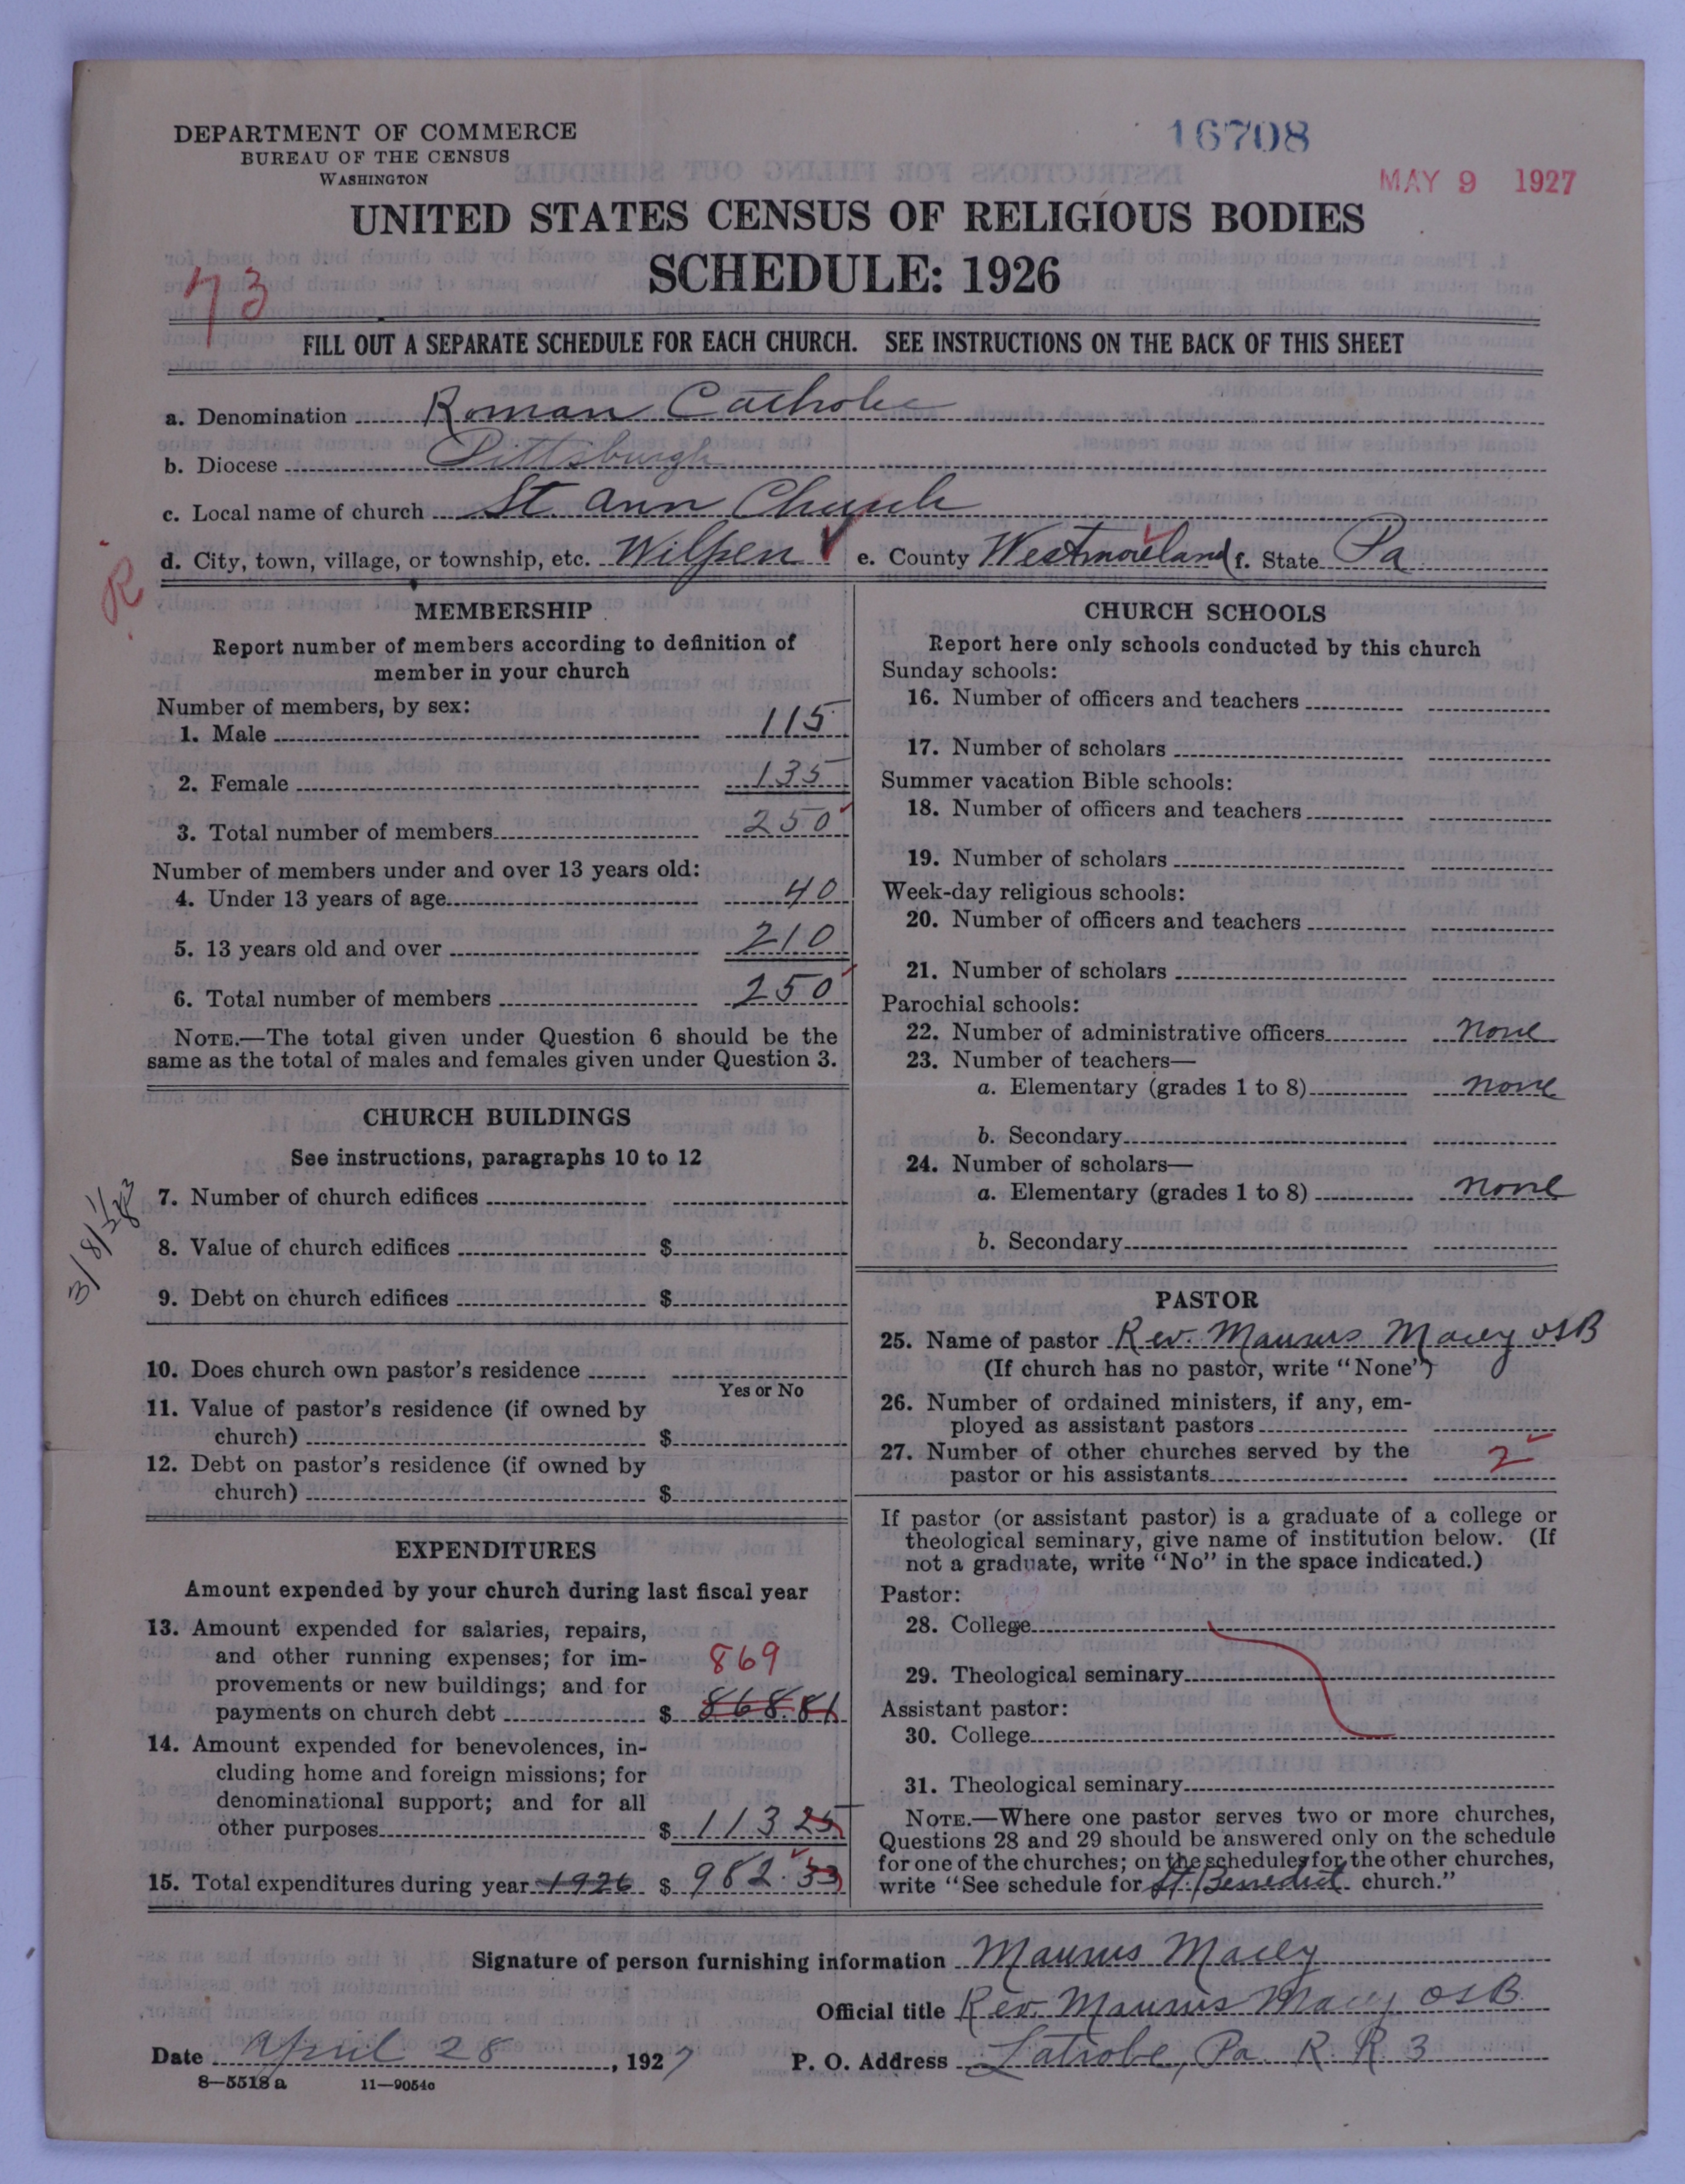 DEPARTMENT OF COMMERCE
BUREAU OF THE CENSUS
WASHINGTON
16708
MAY 9 1927
UNITED STATES CENSUS OF RELIGIOUS BODIES
SCHEDULE: 1926
73
FILL OUT A SEPARATE SCHEDULE FOR EACH CHURCH. SEE INSTRUCTIONS ON THE BACK OF THIS SHEET
a. Denomination Roman Catholic
b. Diocese Pittsburgh
c. Local name of church St. Ann Church
d. City, town, village, or township, etc. Wilpen e. County Westmoreland f. State Pa
R
MEMBERSHIP
Report number of members according to definition of
member in your church
Number of members, by sex:
1. Male 115
2. Female 135
3. Total number of members 250
Number of members under and over 13 years old:
4. Under 13 years of age 40
5. 13 years old and over 210
6. Total number of members 250
NOTE.—The total given under Question 6 should be the
same as the total of males and females given under Question 3.
CHURCH BUILDINGS
See instructions, paragraphs 10 to 12
7. Number of church edifices
8. Value of church edifices $
9. Debt on church edifices $
10. Does church own pastor's residence
Yes or No
11. Value of pastor's residence (if owned by
church) $
12. Debt on pastor's residence (if owned by
church) $
EXPENDITURES
Amount expended by your church during last fiscal year
13. Amount expended for salaries, repairs,
and other running expenses; for im- 869
provements or new buildings; and for
payments on church debt $ 868.81
14. Amount expended for benevolences, in-
cluding home and foreign missions; for
denominational support; and for all
other purposes $ 113 25
15. Total expenditures during year 1926 $ 982.33
CHURCH SCHOOLS
Report here only schools conducted by this church
Sunday schools:
16. Number of officers and teachers
17. Number of scholars
Summer vacation Bible schools:
18. Number of officers and teachers
19. Number of scholars
Week-day religious schools:
20. Number of officers and teachers
21. Number of scholars
Parochial schools:
22. Number of administrative officers none
23. Number of teachers—
a. Elementary (grades 1 to 8) none
b. Secondary
24. Number of scholars—
a. Elementary (grades 1 to 8) none
b. Secondary
PASTOR
25. Name of pastor Rev. Maurus Macey OSB
(If church has no pastor, write "None")
26. Number of ordained ministers, if any, em-
ployed as assistant pastors
27. Number of other churches served by the
pastor or his assistants 2
If pastor (or assistant pastor) is a graduate of a college or
theological seminary, give name of institution below. (If
not a graduate, write "No" in the space indicated.)
Pastor:
28. College
29. Theological seminary
Assistant pastor:
30. College
31. Theological seminary
NOTE.—Where one pastor serves two or more churches,
Questions 28 and 29 should be answered only on the schedule
for one of the churches; on the schedules for the other churches,
write "See schedule for St. Benedict church."
Signature of person furnishing information Maurus Macey
Official title Rev. Maurus Macey OSB
Date April 28, 1927 P. O. Address Latrobe, Pa. R. R. 3
8—5518 a 11—9054c